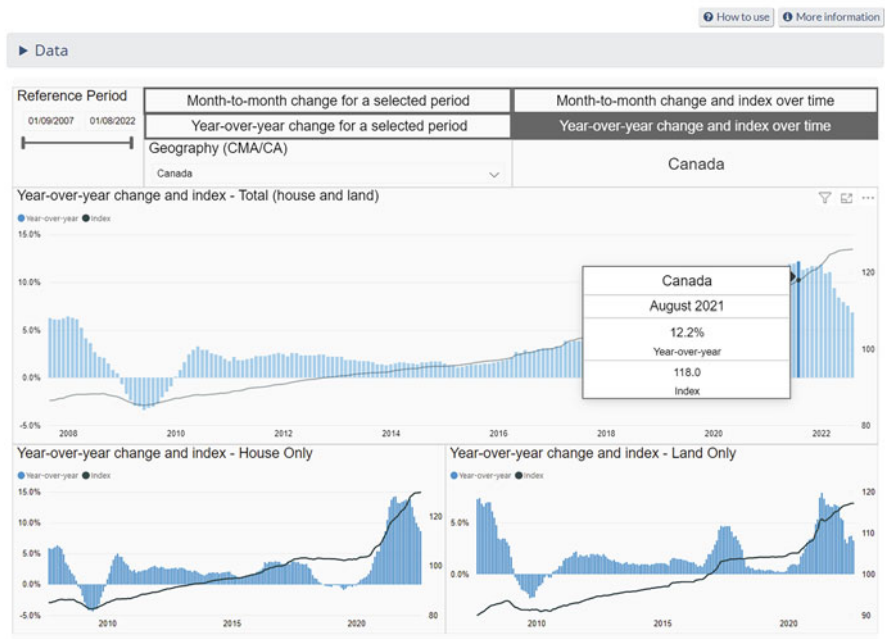 How to use More information
Data
Reference Period
01/09/2007 01/08/2022
Month-to-month change for a selected period
Month-to-month change and index over time
Year-over-year change for a selected period
Year-over-year change and index over time
Geography (CMA/CA)
Canada
Canada
Year-over-year change and index - Total (house and land)
Year-over-year Index
15.0%
10.0%
5.0%
0.0%
-5.0%
120
100
80
2008 2010 2012 2014 2016 2018 2020 2022
Canada
August 2021
12.2%
Year-over-year
118.0
Index
Year-over-year change and index - House Only
Year-over-year Index
15.0%
10.0%
5.0%
0.0%
-5.0%
120
100
80
2010 2015 2020
Year-over-year change and index - Land Only
Year-over-year Index
5.0%
0.0%
120
110
100
90
2010 2015 2020